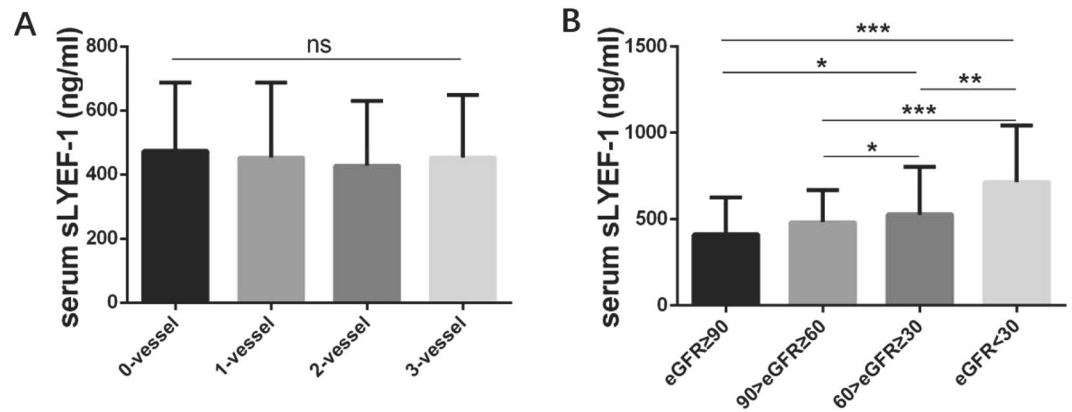 A
serum sLYEF-1 (ng/ml)
800
600
400
200
0
ns
0-vessel
1-vessel
2-vessel
3-vessel
B
serum sLYEF-1 (ng/ml)
1500
1000
500
0
***
*
**
***
*
eGFR≥90
90>eGFR≥60
60>eGFR≥30
eGFR<30